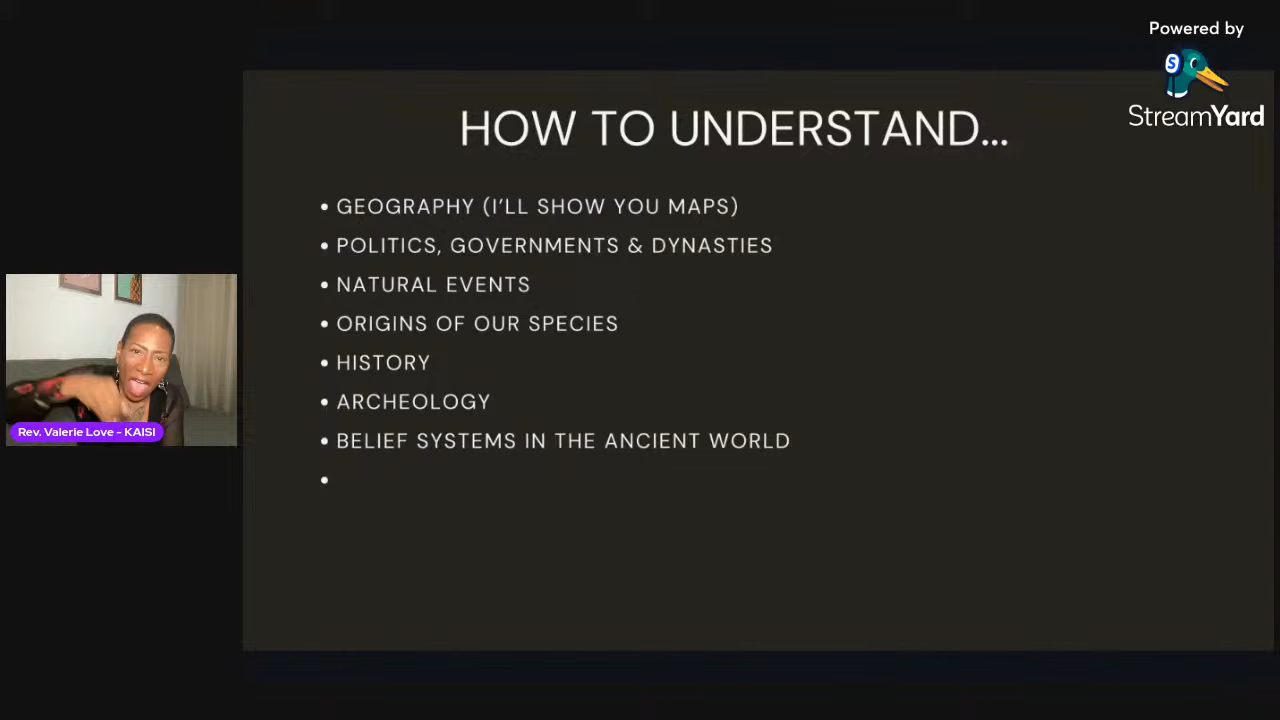 Powered by
StreamYard
HOW TO UNDERSTAND...
• GEOGRAPHY (I'LL SHOW YOU MAPS)
• POLITICS, GOVERNMENTS & DYNASTIES
• NATURAL EVENTS
• ORIGINS OF OUR SPECIES
• HISTORY
• ARCHEOLOGY
• BELIEF SYSTEMS IN THE ANCIENT WORLD
•
Rev. Valerie Love - KAISI